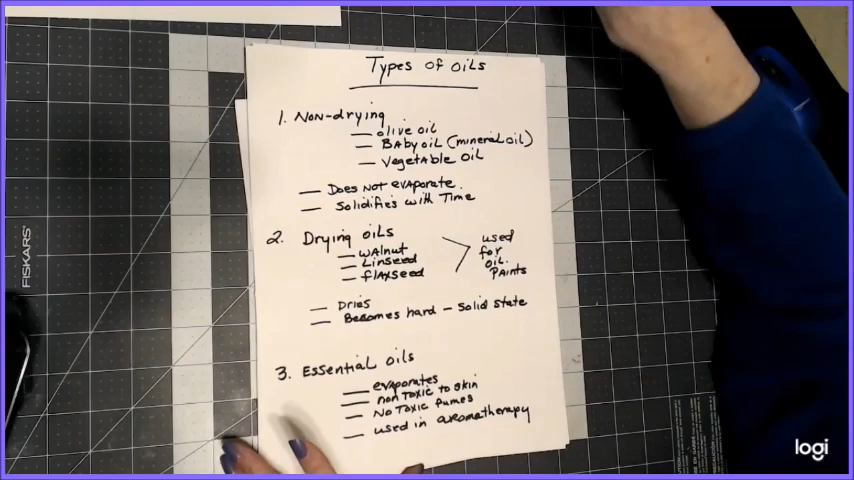 Types of oils
1. Non-drying
— olive oil
— Baby oil (mineral oil)
— Vegetable oil
— Does Not evaporate.
— Solidifies with Time
2. Drying oils
— walnut
— Linseed
— flaxseed
used
for
oil
Paints
— Dries
— Becomes hard — Solid state
3. Essential oils
— evaporates
— non Toxic to skin
— No Toxic fumes
— used in aromatherapy
FISKARS
logi